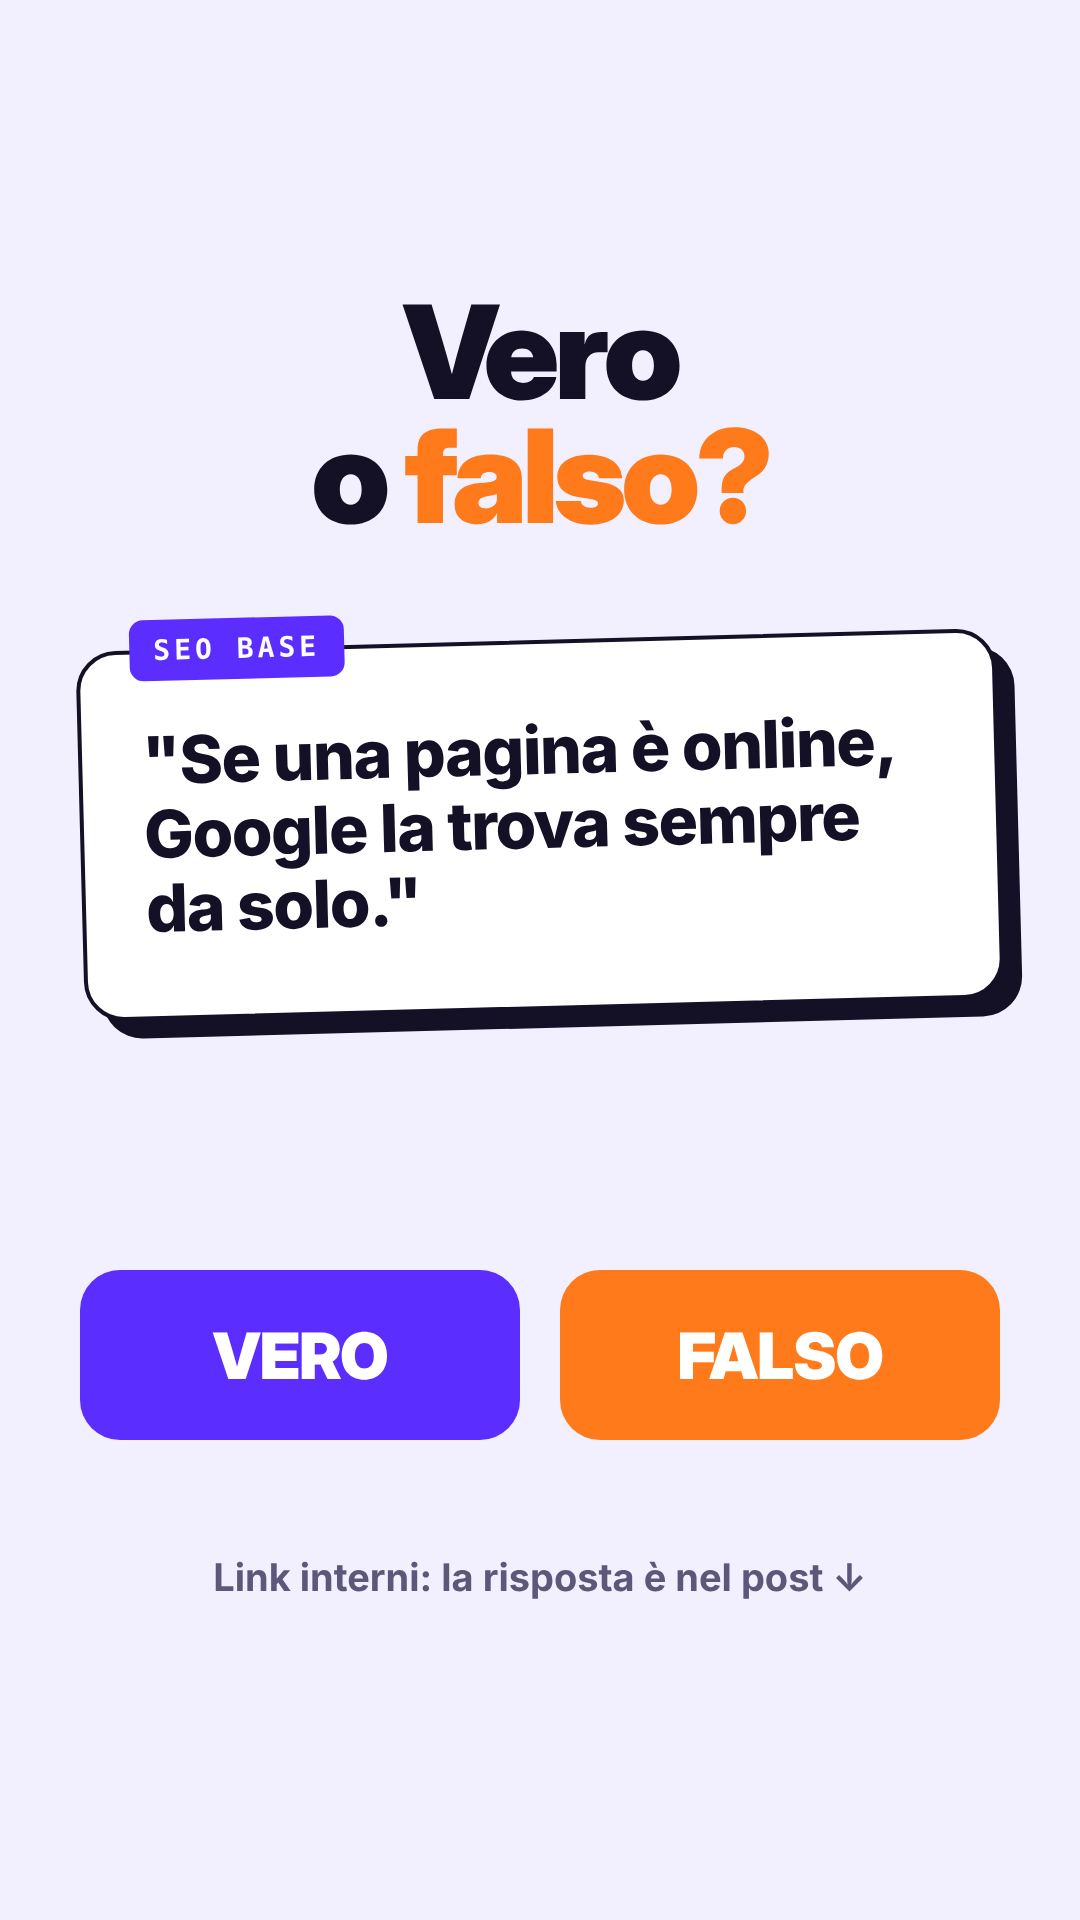 Vero
o falso?
SEO BASE
"Se una pagina è online,
Google la trova sempre
da solo."
VERO
FALSO
Link interni: la risposta è nel post ↓